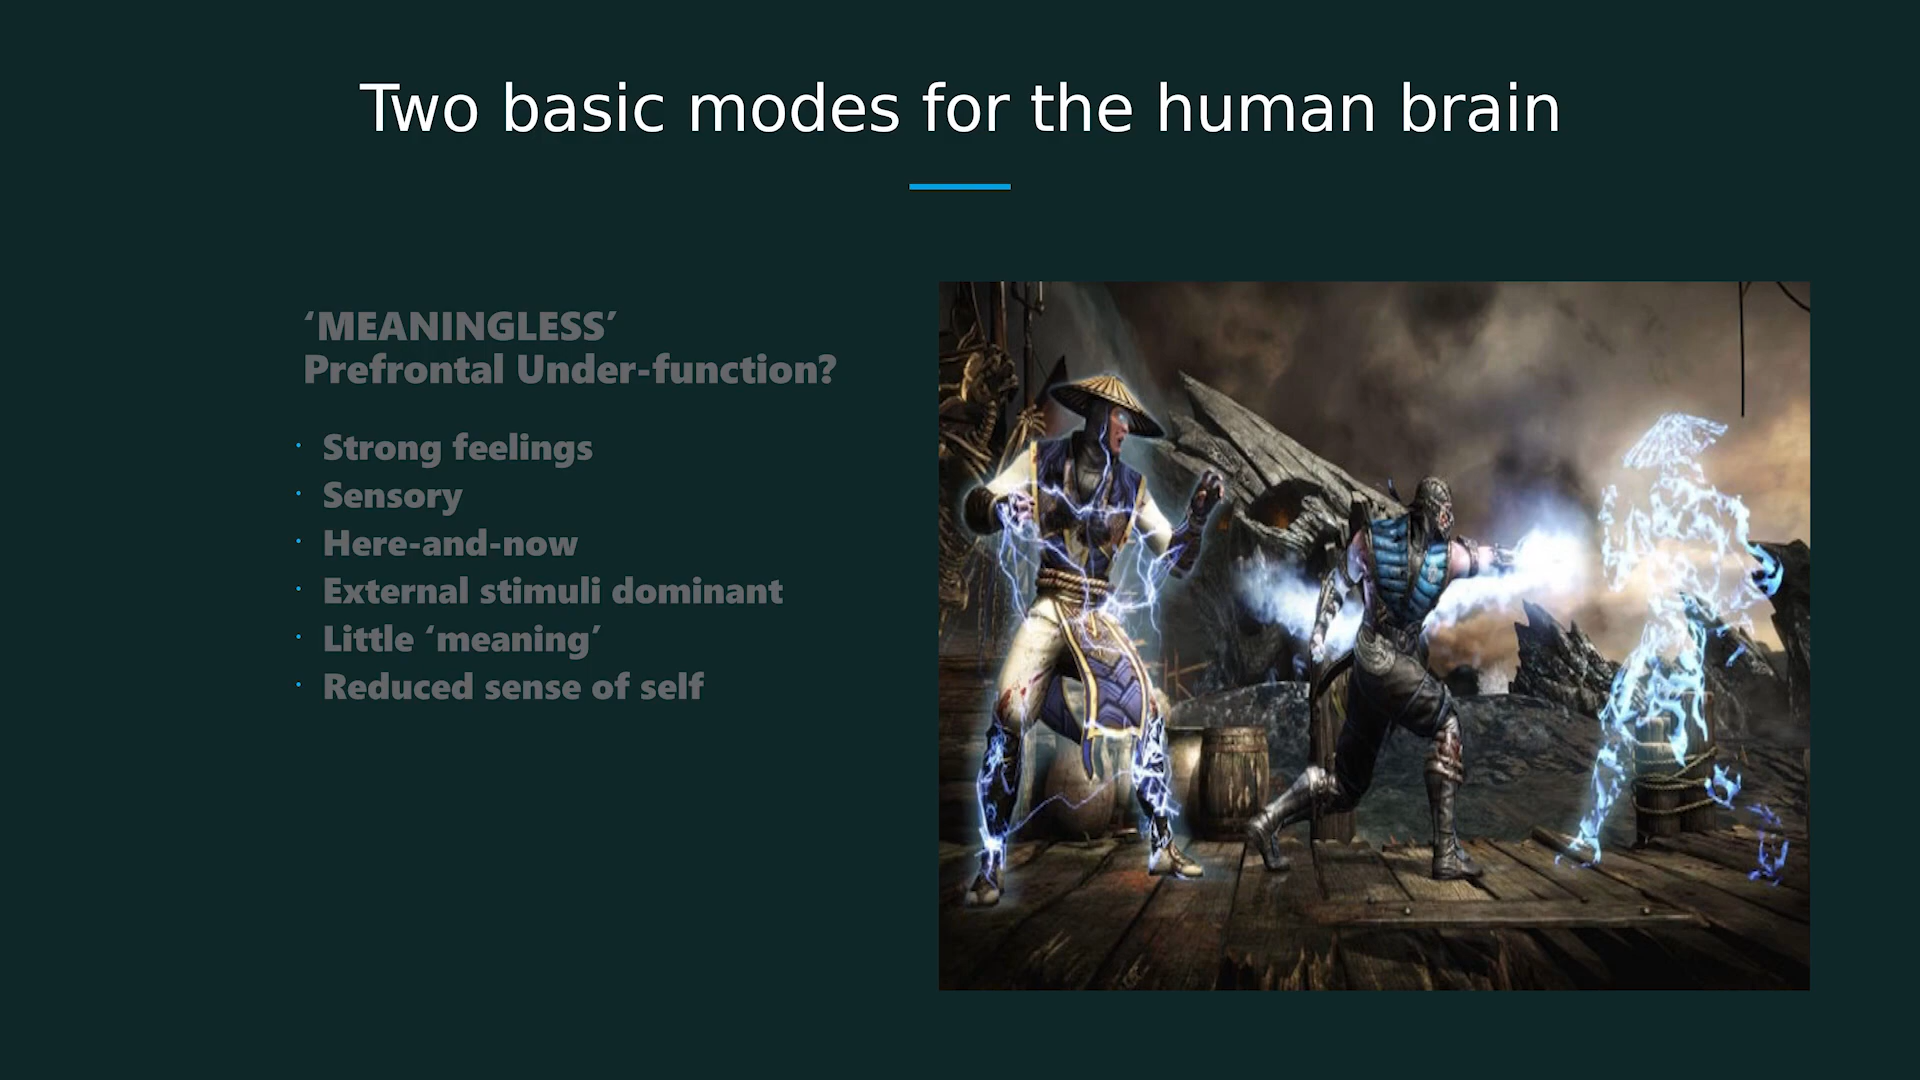 Two basic modes for the human brain
‘MEANINGLESS’
Prefrontal Under-function?
· Strong feelings
· Sensory
· Here-and-now
· External stimuli dominant
· Little ‘meaning’
· Reduced sense of self